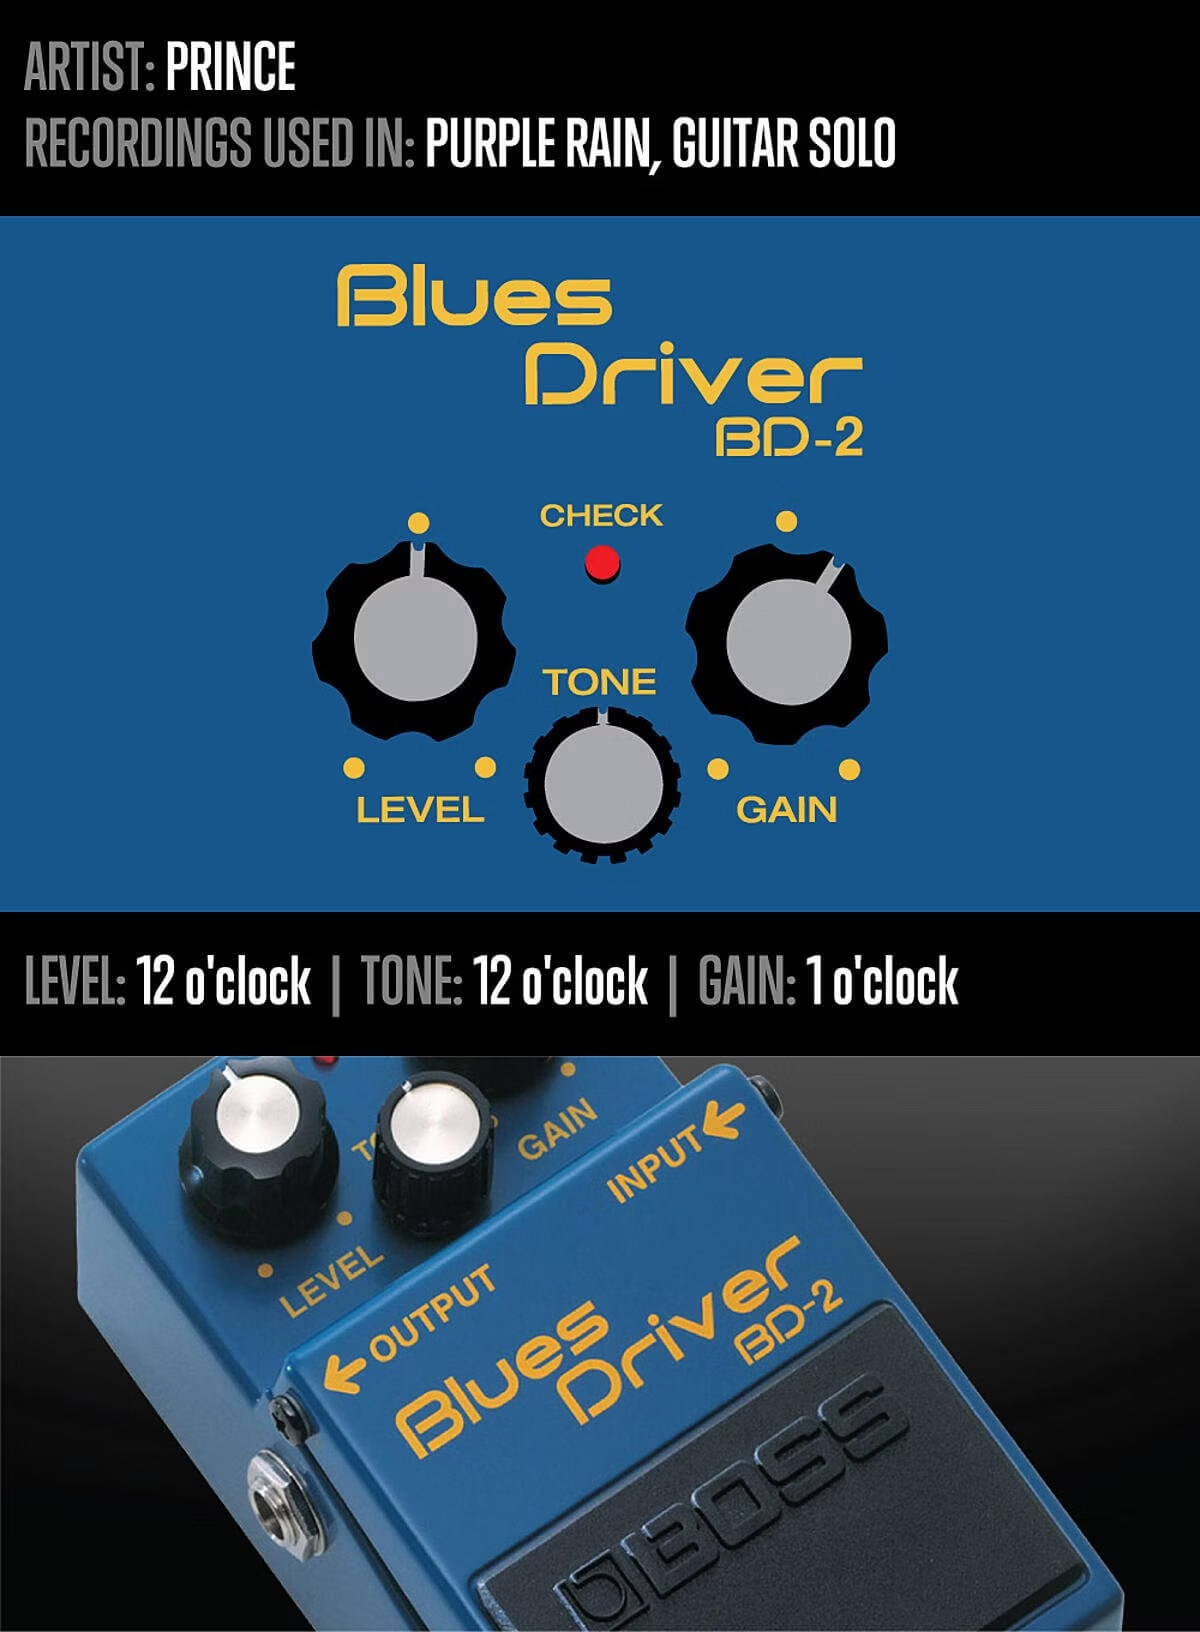 ARTIST: PRINCE
RECORDINGS USED IN: PURPLE RAIN, GUITAR SOLO
Blues
Driver
BD-2
CHECK
TONE
LEVEL
GAIN
LEVEL: 12 o'clock | TONE: 12 o'clock | GAIN: 1 o'clock
GAIN
INPUT
LEVEL
OUTPUT
Blues
Driver
BD-2
BOSS